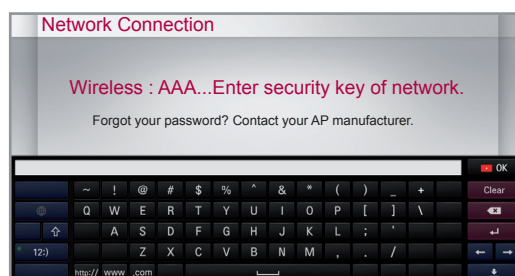 Network Connection
Wireless : AAA...Enter security key of network.
Forgot your password? Contact your AP manufacturer.
OK
~ ! @ # $ % ^ & * ( ) _ + Clear
Q W E R T Y U I O P [ ] \
A S D F G H J K L ; '
12:) Z X C V B N M , . /
http:// www .com